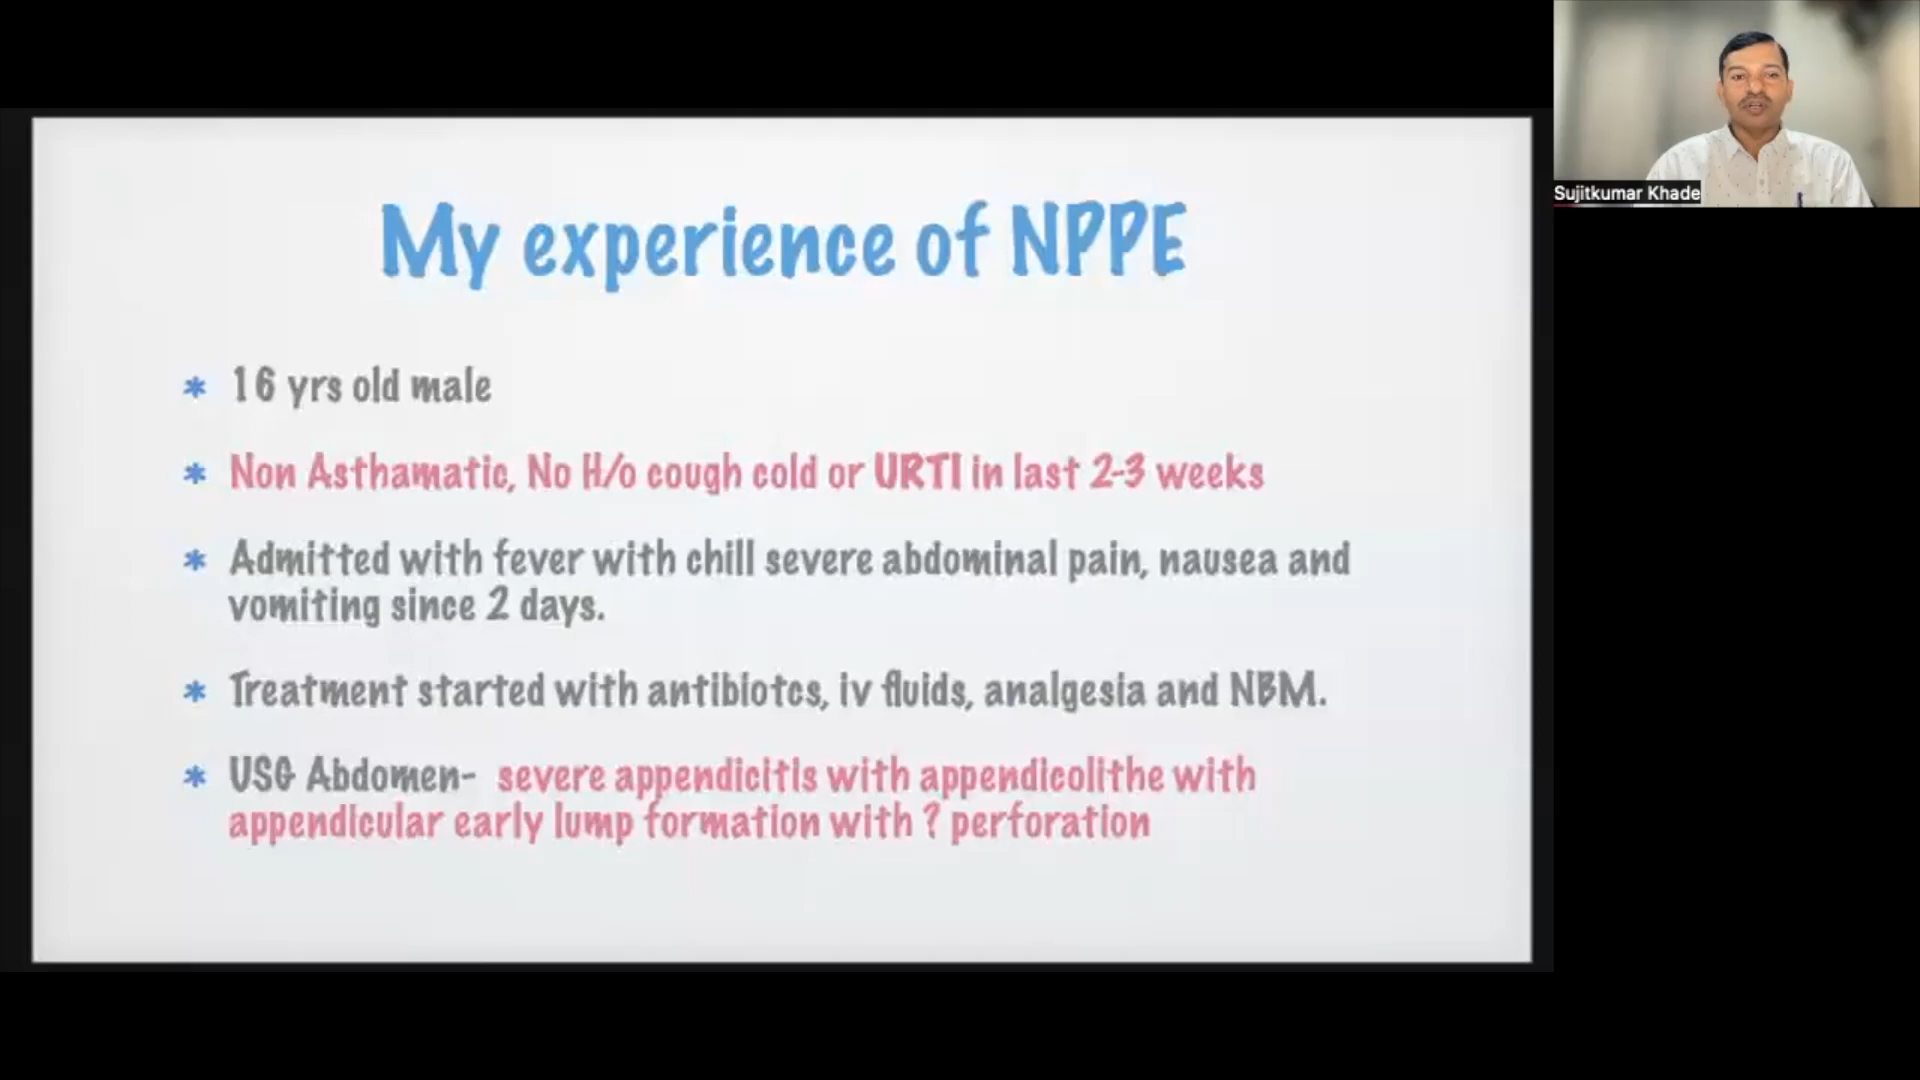 My experience of NPPE
* 16 yrs old male
* Non Asthamatic, No H/o cough cold or URTI in last 2-3 weeks
* Admitted with fever with chill severe abdominal pain, nausea and
vomiting since 2 days.
* Treatment started with antibiotcs, iv fluids, analgesia and NBM.
* USG Abdomen- severe appendicitis with appendicolithe with
appendicular early lump formation with ? perforation
Sujitkumar Khade